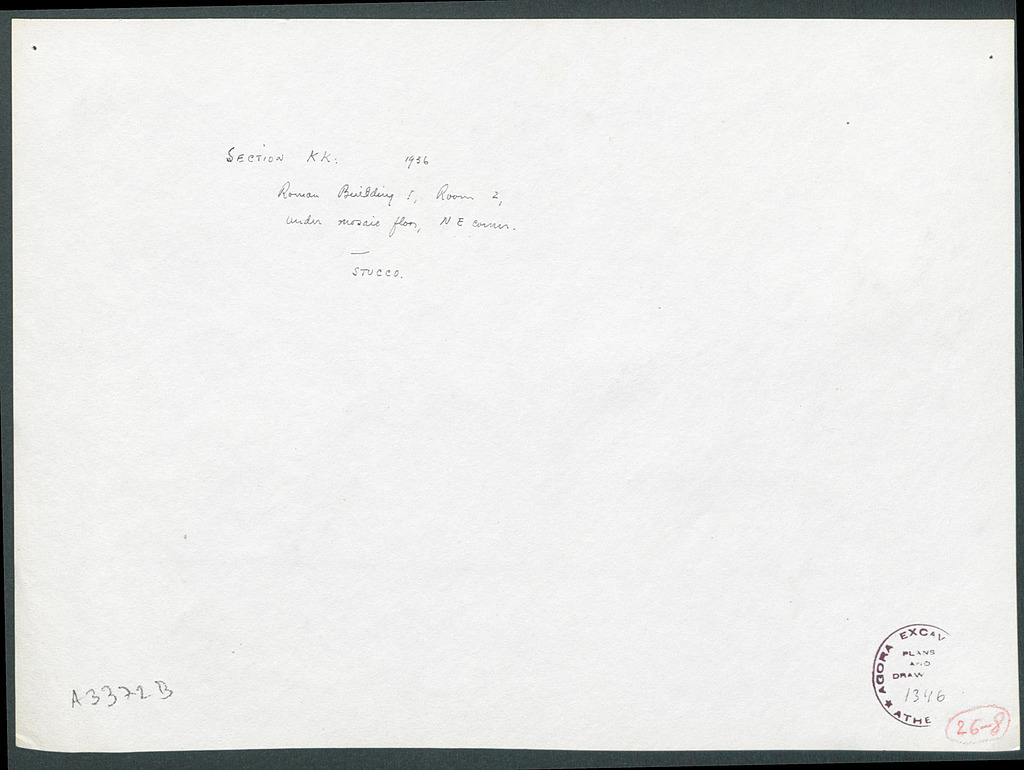 SECTION KK: 1936
Roman Building I, Room 2,
under mosaic floor, NE corner.
STUCCO.
A3372B
AGORA EXCAV
PLANS
AND
DRAW
1346
★ ATHE
26-8